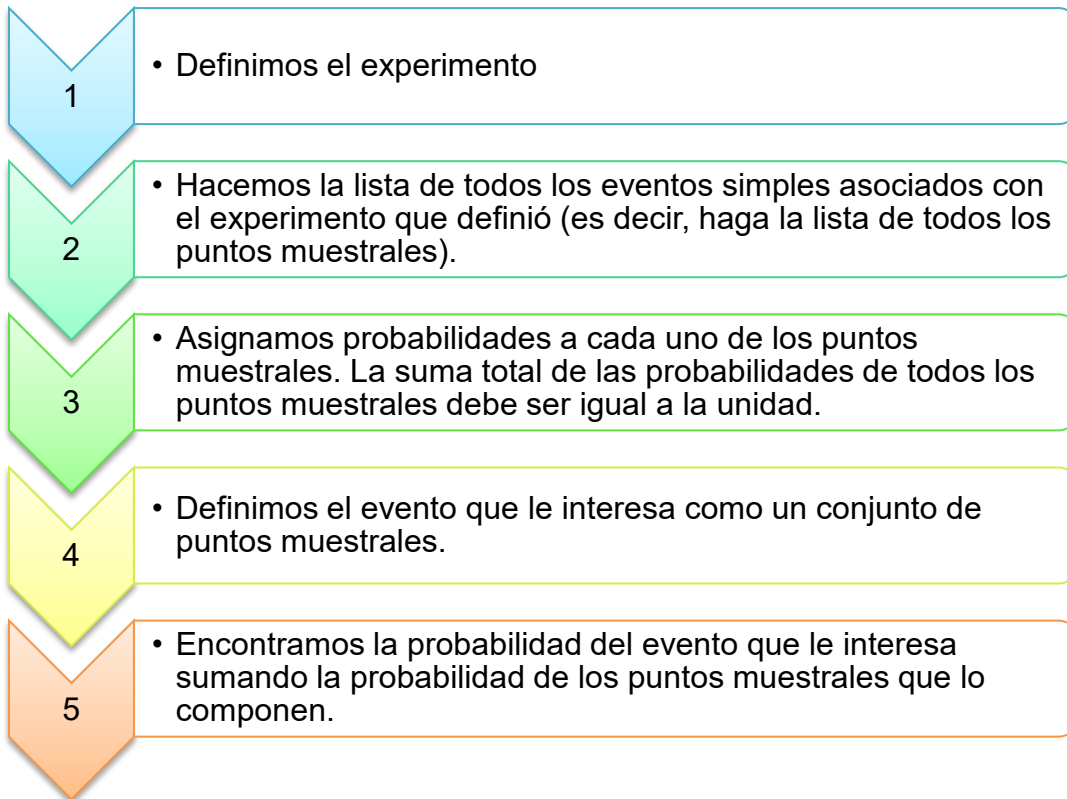 1
• Definimos el experimento
2
• Hacemos la lista de todos los eventos simples asociados con
el experimento que definió (es decir, haga la lista de todos los
puntos muestrales).
3
• Asignamos probabilidades a cada uno de los puntos
muestrales. La suma total de las probabilidades de todos los
puntos muestrales debe ser igual a la unidad.
4
• Definimos el evento que le interesa como un conjunto de
puntos muestrales.
5
• Encontramos la probabilidad del evento que le interesa
sumando la probabilidad de los puntos muestrales que lo
componen.